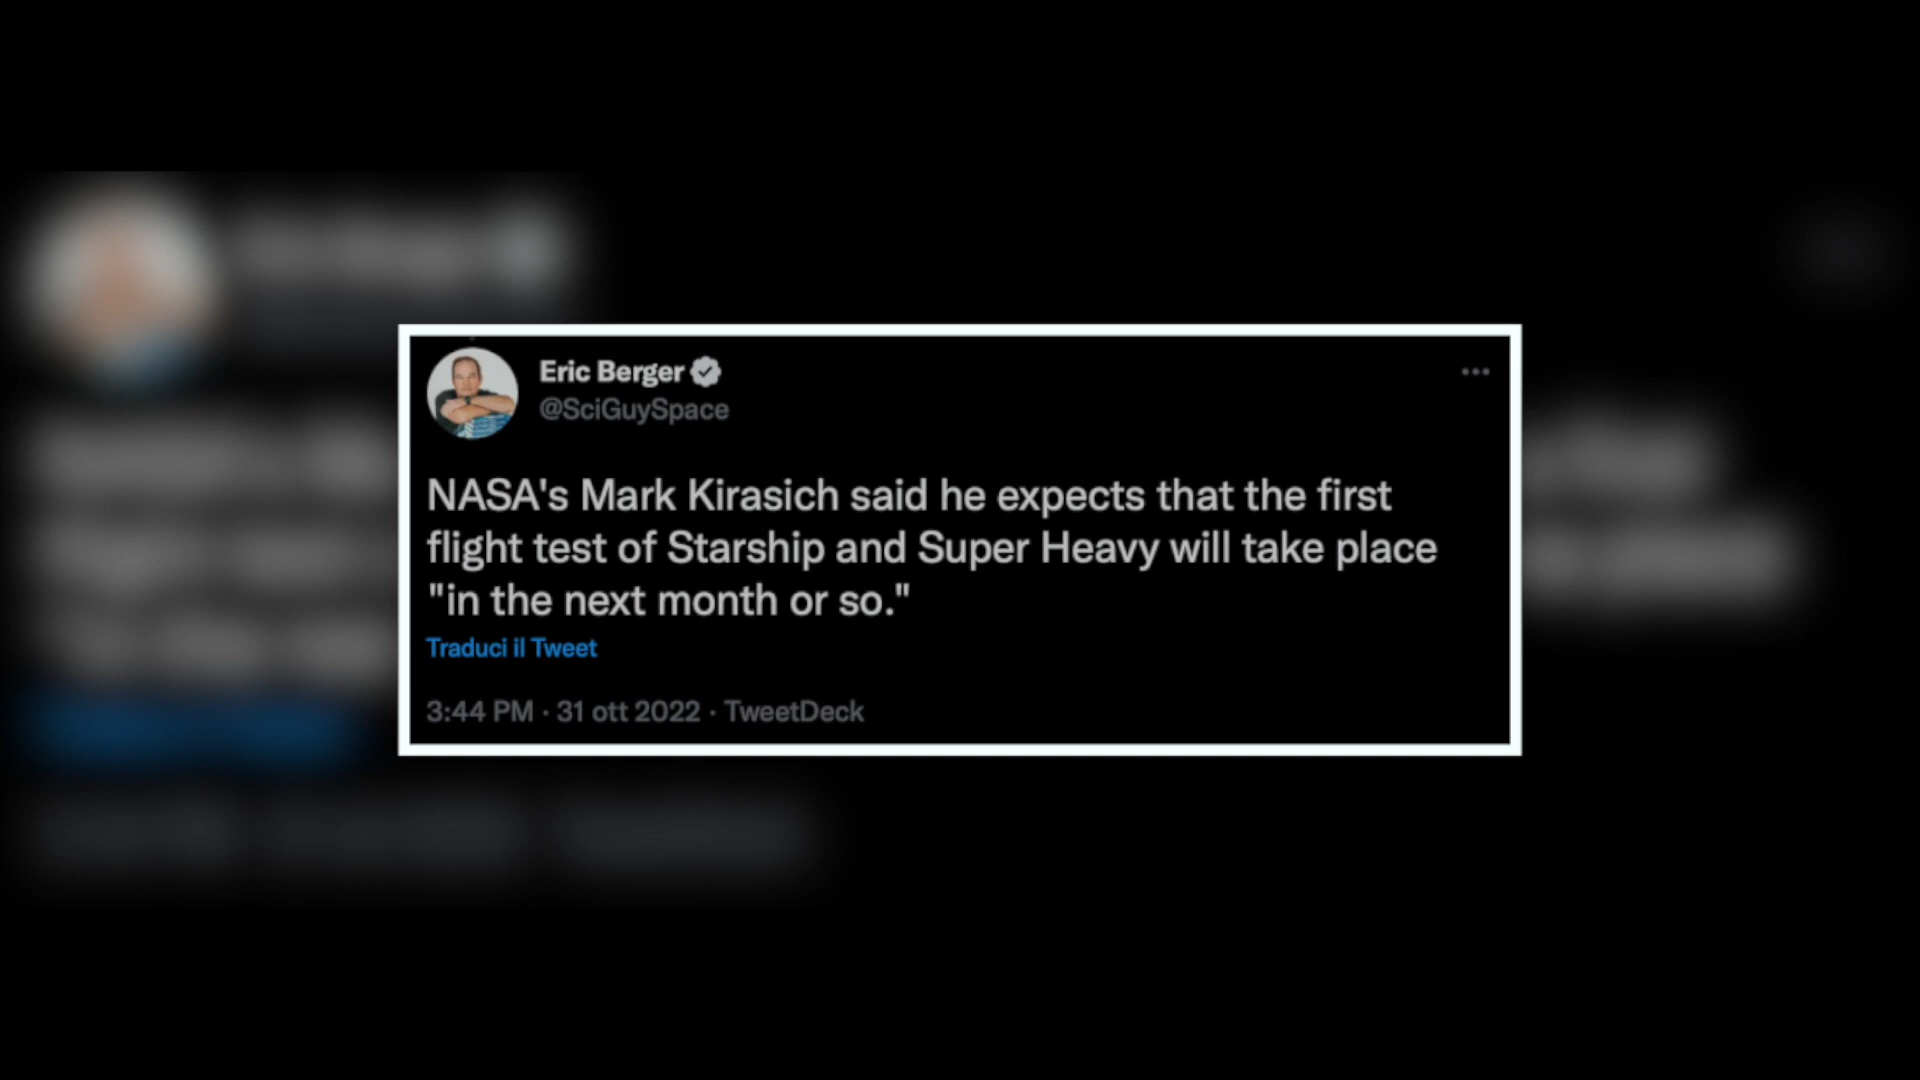 Eric Berger
@SciGuySpace
NASA's Mark Kirasich said he expects that the first
flight test of Starship and Super Heavy will take place
"in the next month or so."
Traduci il Tweet
3:44 PM · 31 ott 2022 · TweetDeck